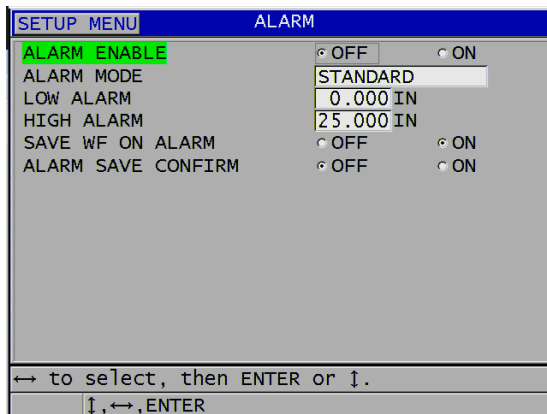 SETUP MENU ALARM
ALARM ENABLE OFF ON
ALARM MODE STANDARD
LOW ALARM 0.000 IN
HIGH ALARM 25.000 IN
SAVE WF ON ALARM OFF ON
ALARM SAVE CONFIRM OFF ON
↔ to select, then ENTER or ↕.
↕,↔,ENTER